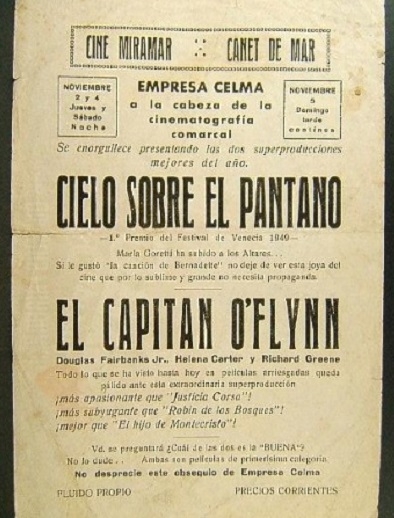 CINE MIRAMAR .:. CANET DE MAR
NOVIEMBRE
2 y 4
Jueves y
Sábado
Noche
EMPRESA CELMA
a la cabeza de la
cinematografía
comarcal
NOVIEMBRE
5
Domingo
tarde
contínua
Se enorgullece presentando las dos superproducciones
mejores del año.
CIELO SOBRE EL PANTANO
—1.º Premio del Festival de Venecia 1949—
María Goretti ha subido a los Altares...
Si le gustó "la canción de Bernadette" no deje de ver esta joya del
cine que por lo sublime y grande no necesita propaganda.
EL CAPITAN O'FLYNN
Douglas Fairbanks Jr., Helena Carter y Richard Greene
Todo lo que se ha visto hasta hoy en películas arriesgadas queda
pálido ante esta extraordinaria superproducción
¡más apasionante que "Justicia Corsa"!
¡más subyugante que "Robin de los Bosques"!
¡mejor que "El hijo de Montecristo"!
Vd. se preguntará ¿Cuál de las dos es la "BUENA"?
No lo dude... Ambas son películas de primerísima categoría.
No desprecie este obsequio de Empresa Celma
FLUIDO PROPIO PRECIOS CORRIENTES